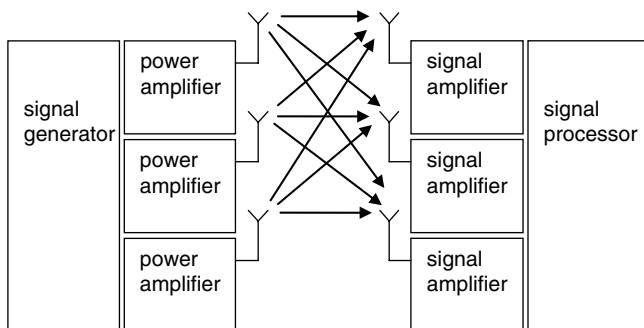 signal
generator
power
amplifier
power
amplifier
power
amplifier
signal
amplifier
signal
amplifier
signal
amplifier
signal
processor